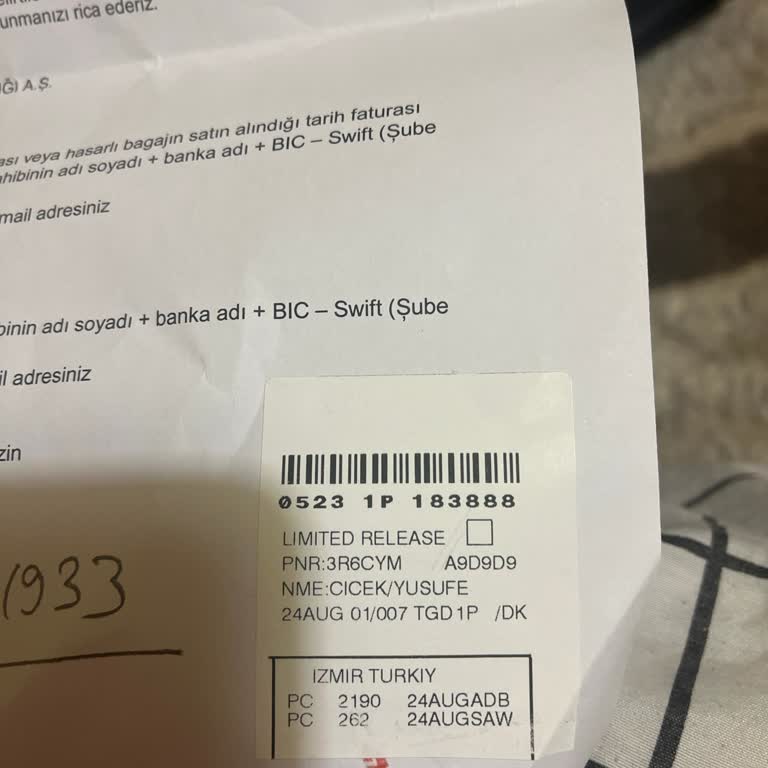 unmanızı rica ederiz.
Ğİ A.Ş.
ası veya hasarlı bagajın satın alındığı tarih faturası
ahibinin adı soyadı + banka adı + BIC – Swift (Şube
mail adresiniz
binin adı soyadı + banka adı + BIC – Swift (Şube
il adresiniz
zin
1933
0523 1P 183888
LIMITED RELEASE
PNR:3R6CYM A9D9D9
NME:CICEK/YUSUFE
24AUG 01/007 TGD1P /DK
IZMIR TURKIY
PC 2190 24AUGADB
PC 262 24AUGSAW